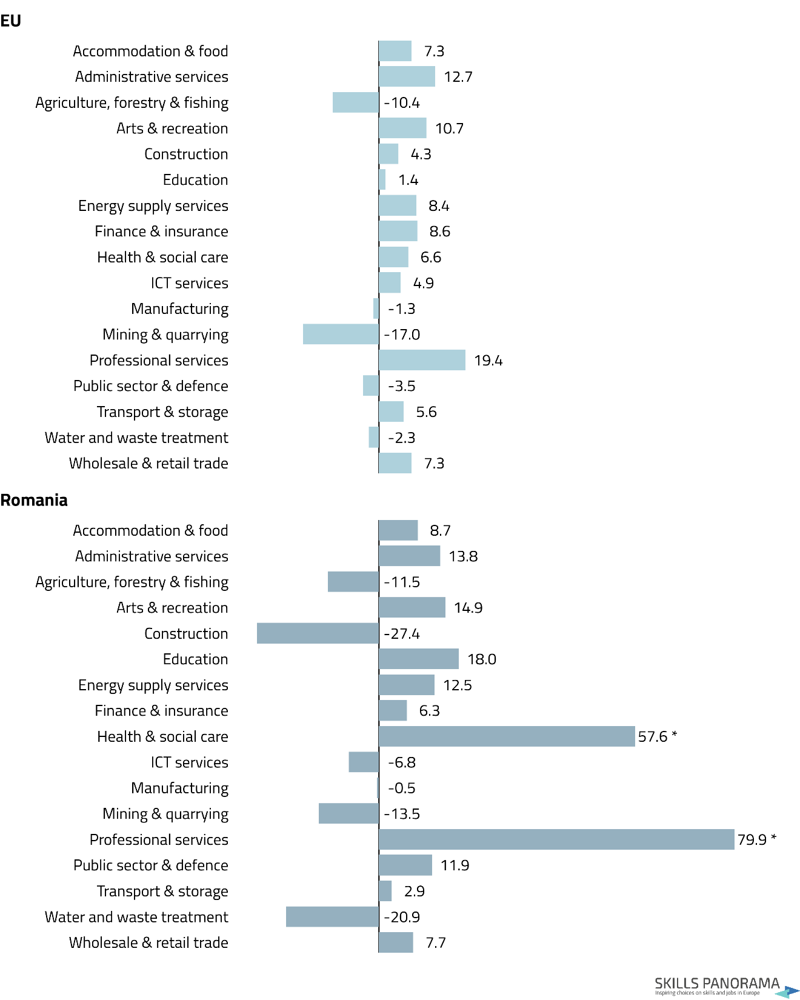 EU
Accommodation & food 7.3
Administrative services 12.7
Agriculture, forestry & fishing -10.4
Arts & recreation 10.7
Construction 4.3
Education 1.4
Energy supply services 8.4
Finance & insurance 8.6
Health & social care 6.6
ICT services 4.9
Manufacturing -1.3
Mining & quarrying -17.0
Professional services 19.4
Public sector & defence -3.5
Transport & storage 5.6
Water and waste treatment -2.3
Wholesale & retail trade 7.3
Romania
Accommodation & food 8.7
Administrative services 13.8
Agriculture, forestry & fishing -11.5
Arts & recreation 14.9
Construction -27.4
Education 18.0
Energy supply services 12.5
Finance & insurance 6.3
Health & social care 57.6 *
ICT services -6.8
Manufacturing -0.5
Mining & quarrying -13.5
Professional services 79.9 *
Public sector & defence 11.9
Transport & storage 2.9
Water and waste treatment -20.9
Wholesale & retail trade 7.7
SKILLS PANORAMA
Inspiring choices on skills and jobs in Europe